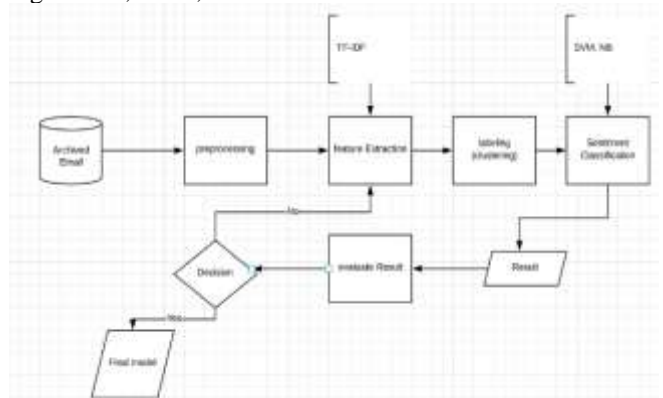 TF-IDF
SVM, NB
Archived
Email
preprocessing
feature Extraction
labeling
(clustering)
Sentiment
Classification
No
Decision
evaluate Result
Result
Yes
Final model